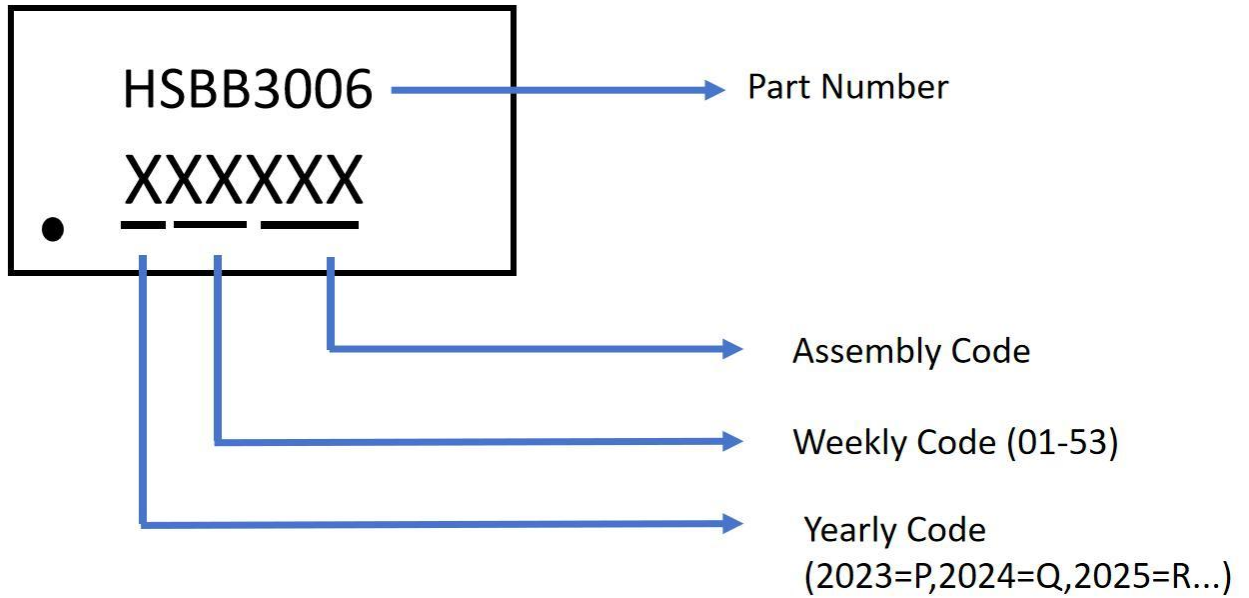 HSBB3006
Part Number
XXXXXX
Assembly Code
Weekly Code (01-53)
Yearly Code
(2023=P,2024=Q,2025=R...)